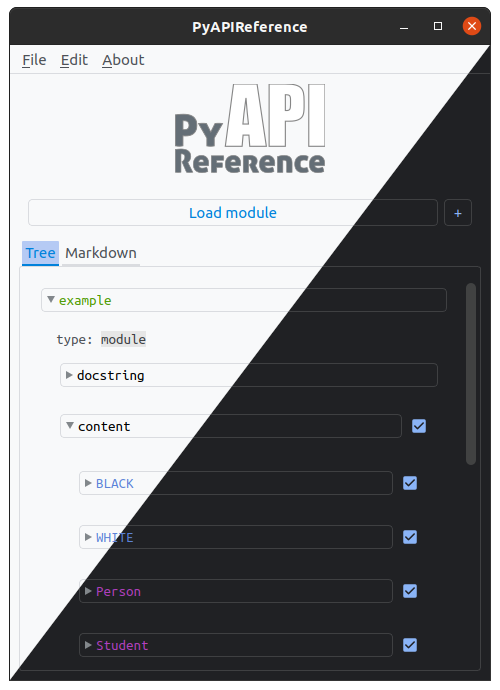 PyAPIReference
File Edit About
PyAPI
Reference
Load module +
Tree Markdown
example
type: module
docstring
content
BLACK
WHITE
Person
Student